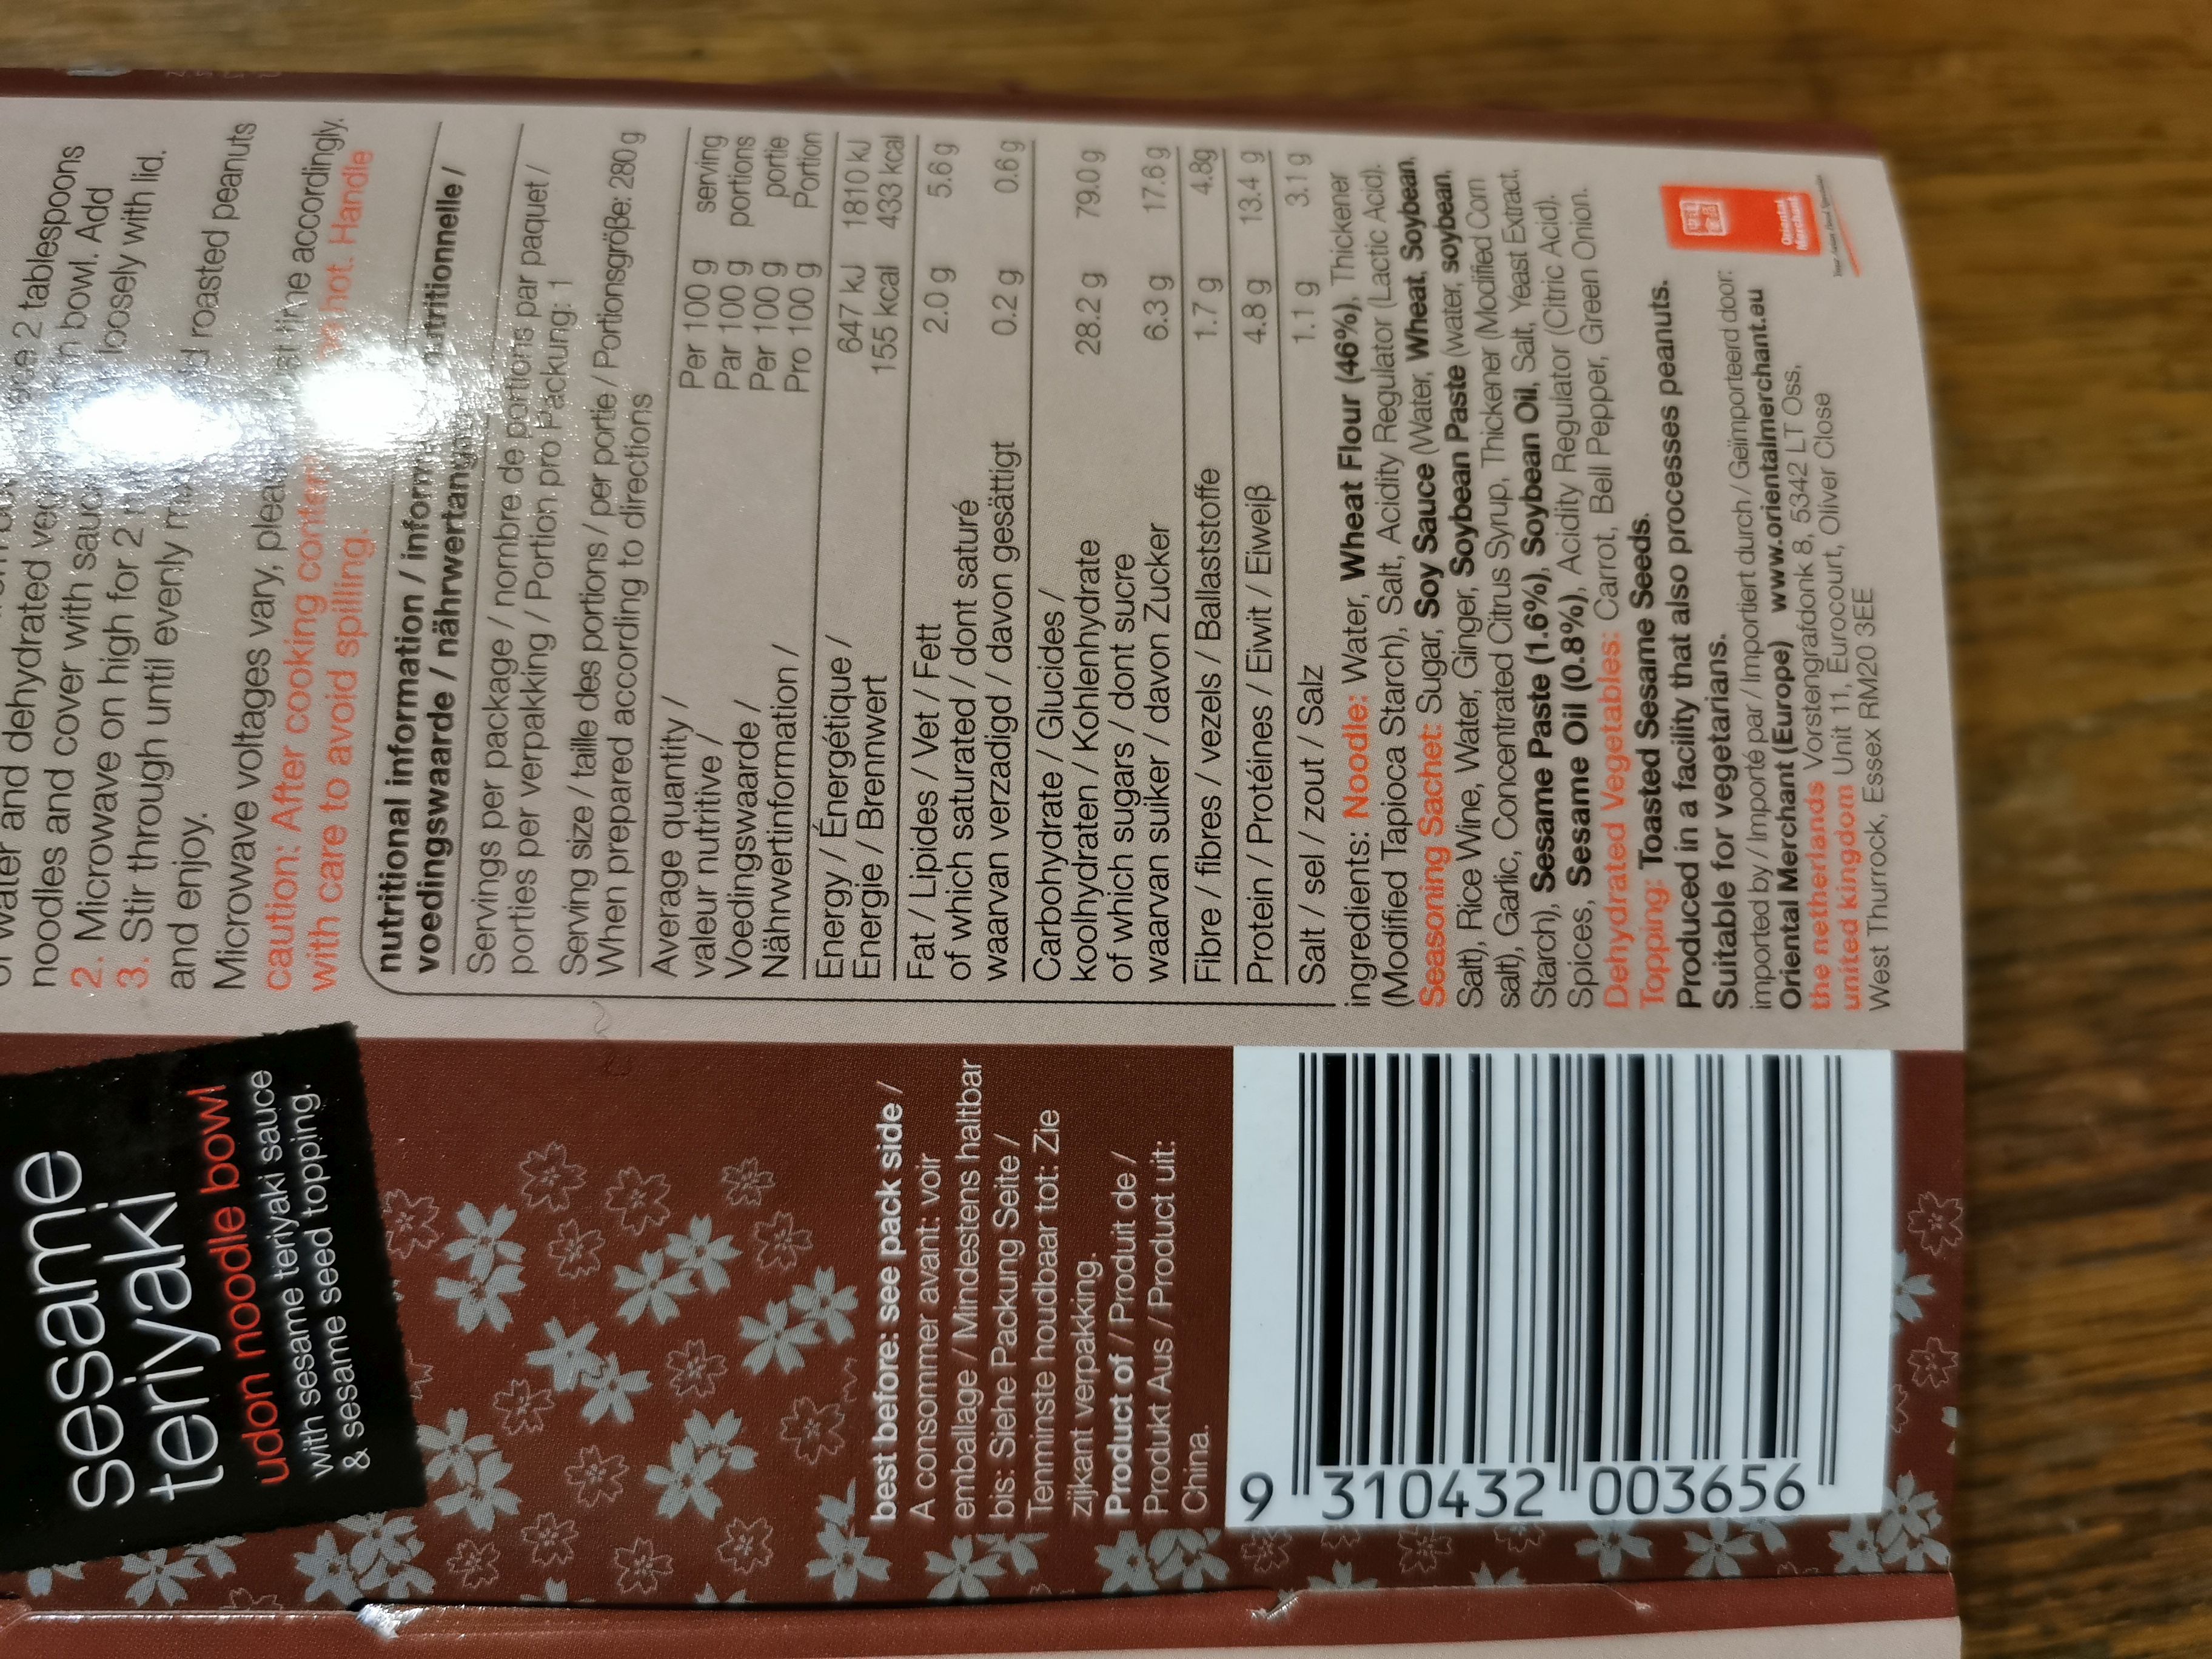 of water and dehydrated
2 tablespoons
noodles and cover with bowl. Add
2. Microwave on high for 2 loosely with lid.
3. Stir through until evenly
and enjoy. roasted peanuts
Microwave voltages vary, time accordingly.
caution: After cooking hot. Handle
with care to avoid spilling.
nutritional information / nutritionnelle /
voedingswaarde /
Servings per package / nombre de portions par paquet /
porties per verpakking / Portion pro Packung: 1
Serving size / taille des portions / per portie / Portionsgröße: 280 g
When prepared according to directions
Average quantity / Per 100 g serving
valeur nutritive / Par 100 g portions
Voedingswaarde / Per 100 g portie
Nährwertinformation / Pro 100 g Portion
Energy / Énergétique / 647 kJ 1810 kJ
Energie / Brennwert 155 kcal 433 kcal
Fat / Lipides / Vet / Fett 2.0 g 5.6 g
of which saturated / dont saturé
waarvan verzadigd / davon gesättigt 0.2 g 0.6 g
Carbohydrate / Glucides /
koolhydraten / Kohlenhydrate 28.2 g 79.0 g
of which sugars / dont sucre
waarvan suiker / davon Zucker 6.3 g 17.6 g
Fibre / fibres / vezels / Ballaststoffe 1.7 g 4.8g
Protein / Protéines / Eiwit / Eiweiß 4.8 g 13.4 g
Salt / sel / zout / Salz 1.1 g 3.1 g
ingredients: Noodle: Water, Wheat Flour (46%), Thickener
(Modified Tapioca Starch), Salt, Acidity Regulator (Lactic Acid).
Seasoning Sachet: Sugar, Soy Sauce (Water, Wheat, Soybean,
Salt), Rice Wine, Water, Ginger, Soybean Paste (water, soybean,
salt), Garlic, Concentrated Citrus Syrup, Thickener (Modified Corn
Starch), Sesame Paste (1.6%), Soybean Oil, Salt, Yeast Extract,
Spices, Sesame Oil (0.8%), Acidity Regulator (Citric Acid).
Dehydrated Vegetables: Carrot, Bell Pepper, Green Onion.
Topping: Toasted Sesame Seeds.
Produced in a facility that also processes peanuts.
Suitable for vegetarians.
imported by / Importé par / Importiert durch / Geïmporteerd door:
Oriental Merchant (Europe) www.orientalmerchant.eu
the netherlands Vorstengrafdonk 8, 5342 LT Oss,
united kingdom Unit 11, Eurocourt, Oliver Close
West Thurrock, Essex RM20 3EE
Oriental
Merchant
sesame
teriyaki
udon noodle bowl
with sesame teriyaki sauce
& sesame seed topping.
best before: see pack side /
A consommer avant: voir
emballage / Mindestens haltbar
bis: Siehe Packung Seite /
Tenminste houdbaar tot: Zie
zijkant verpakking.
Product of / Produit de /
Produkt Aus / Product uit:
China.
9 310432 003656